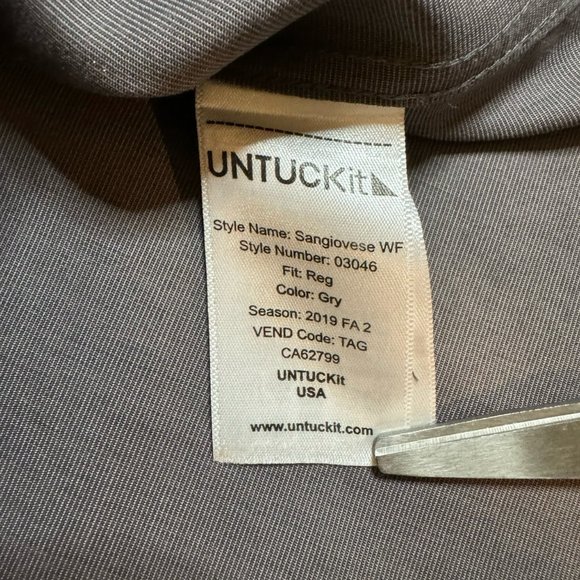 UNTUCKit
Style Name: Sangiovese WF
Style Number: 03046
Fit: Reg
Color: Gry
Season: 2019 FA 2
VEND Code: TAG
CA62799
UNTUCKit
USA
www.untuckit.com